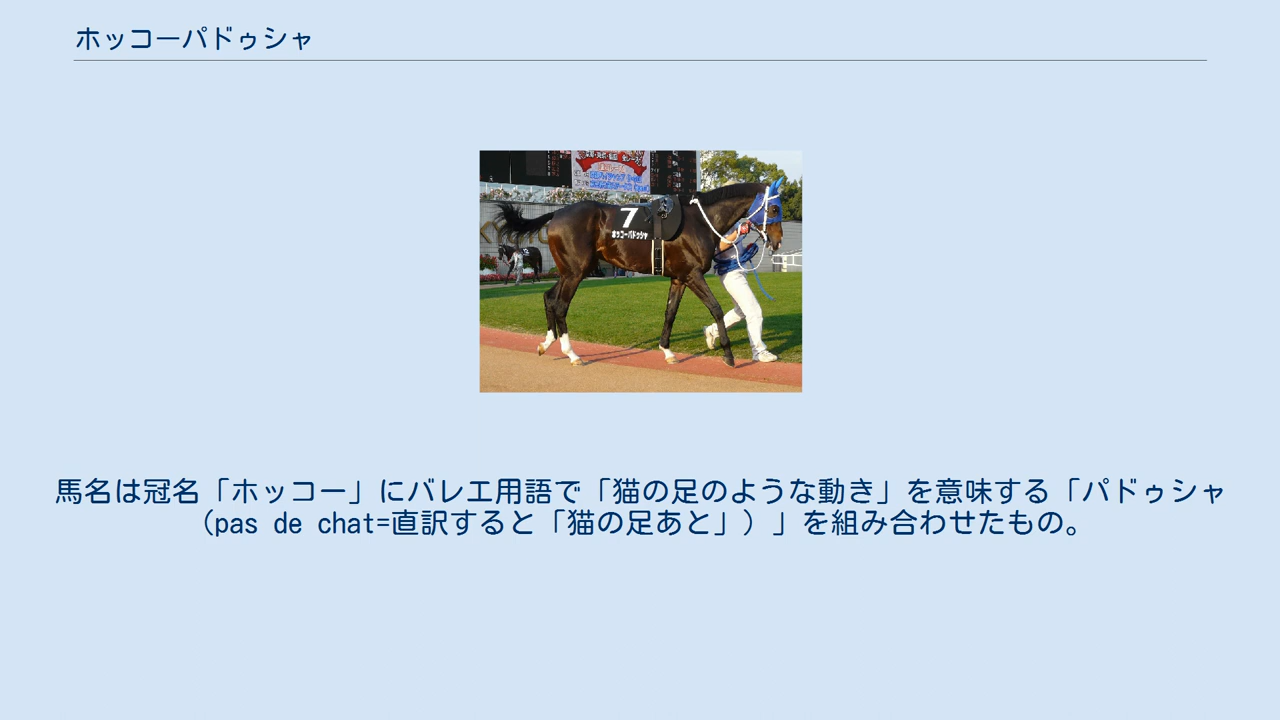 ホッコーパドゥシャ
7
ホッコーパドゥシャ
馬名は冠名「ホッコー」にバレエ用語で「猫の足のような動き」を意味する「パドゥシャ
(pas de chat=直訳すると「猫の足あと」）」を組み合わせたもの。